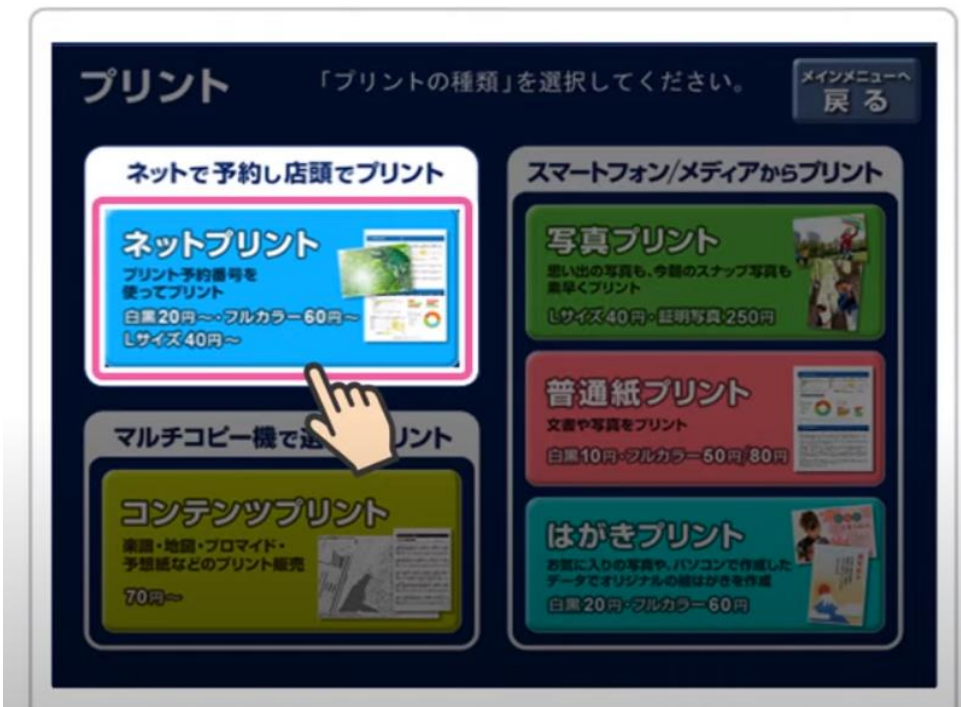 プリント
「プリントの種類」を選択してください。
メインメニューへ
戻る
ネットで予約し店頭でプリント
ネットプリント
プリント予約番号を
使ってプリント
白黒20円～・フルカラー60円～
Lサイズ40円～
マルチコピー機で選 リント
コンテンツプリント
楽譜・地図・ブロマイド・
予想紙などのプリント販売
70円～
スマートフォン/メディアからプリント
写真プリント
思い出の写真も、今朝のスナップ写真も
素早くプリント
Lサイズ40円・証明写真250円
普通紙プリント
文書や写真をプリント
白黒10円・フルカラー50円/80円
はがきプリント
お気に入りの写真や、パソコンで作成した
データでオリジナルの絵はがきを作成
白黒20円・フルカラー60円